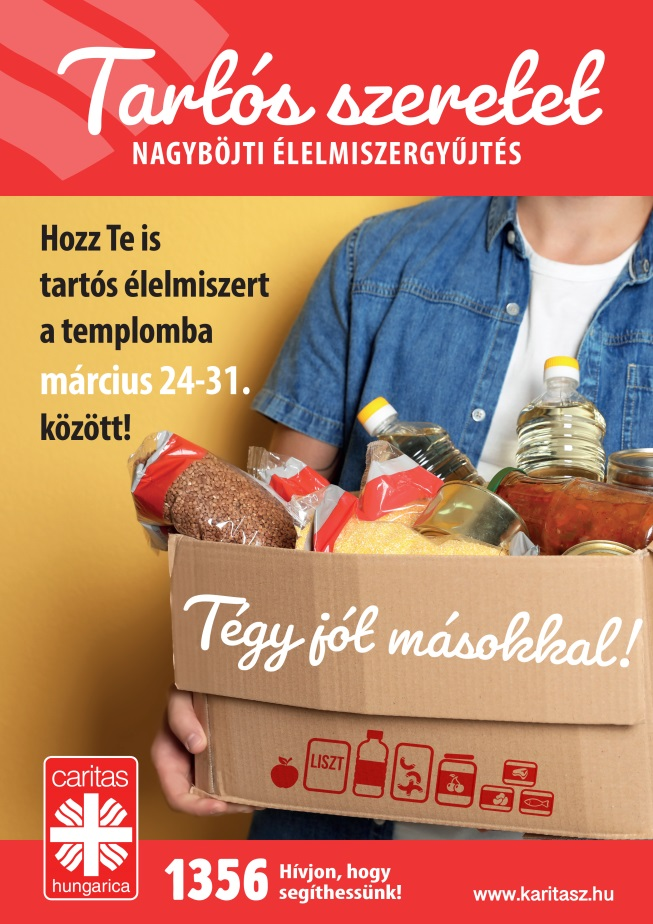 Tartós szeretet
NAGYBÖJTI ÉLELMISZERGYŰJTÉS
Hozz Te is
tartós élelmiszert
a templomba
március 24-31.
között!
Tégy jót másokkal!
LISZT
caritas
hungarica
1356
Hívjon, hogy
segíthessünk!
www.karitasz.hu